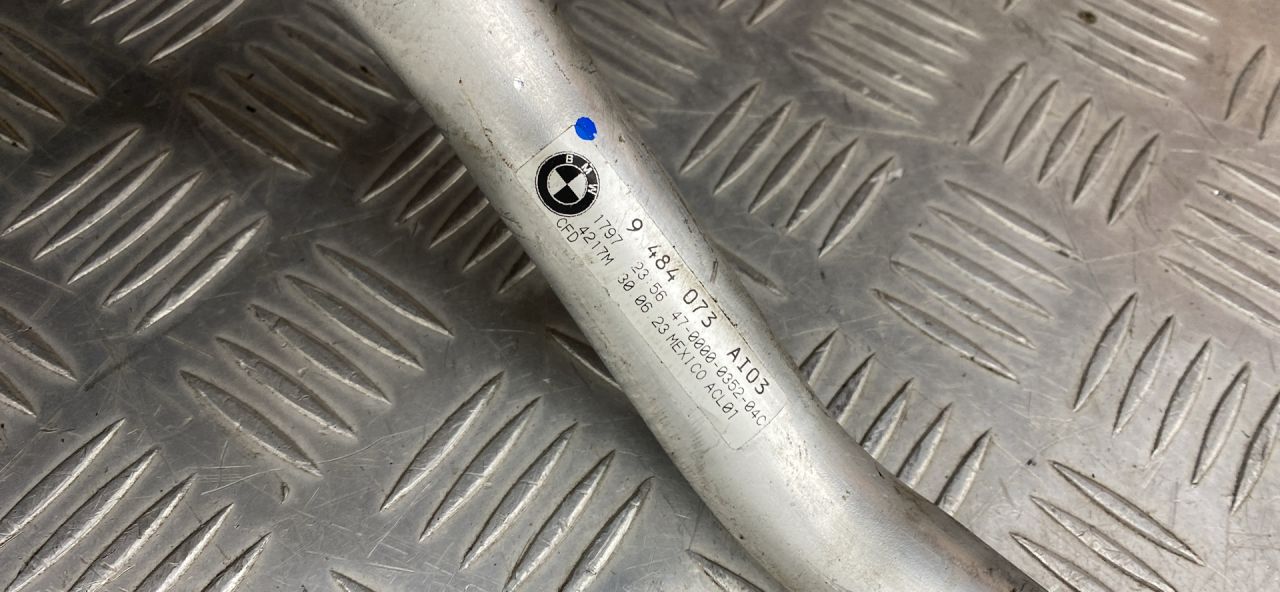 BMW
9 484 073 AI03
1797 23.56 47-0000-0352-04C
4217M 30 06 23 MEXICO ACL01
CFD